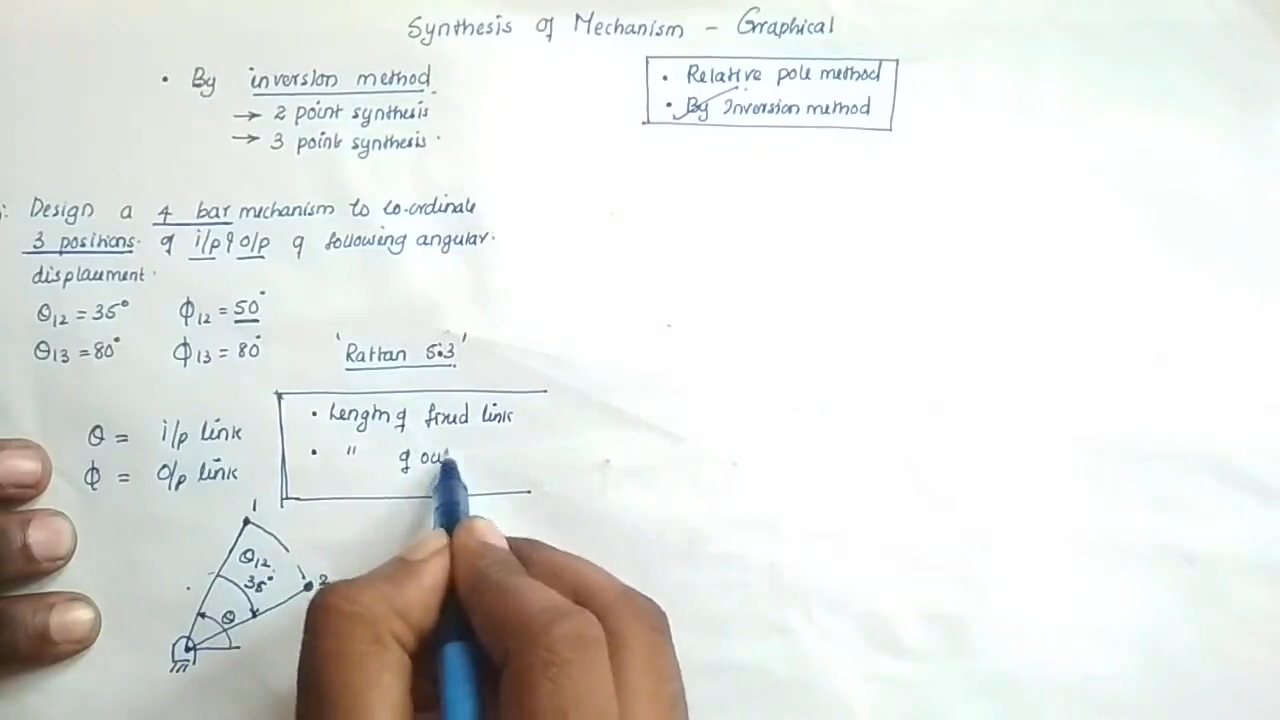 Synthesis of Mechanism - Graphical
• By inversion method
→ 2 point synthesis
→ 3 point synthesis.
• Relative pole method
• By Inversion method
: Design a 4 bar mechanism to co-ordinate
3 positions of i/p & o/p of following angular
displacement.
θ12 = 35° ϕ12 = 50°
θ13 = 80° ϕ13 = 80°
'Rattan 5.3'
• Length of fixed link
• " of ou
θ = i/p link
ϕ = o/p link
1
θ12
35°
2
θ